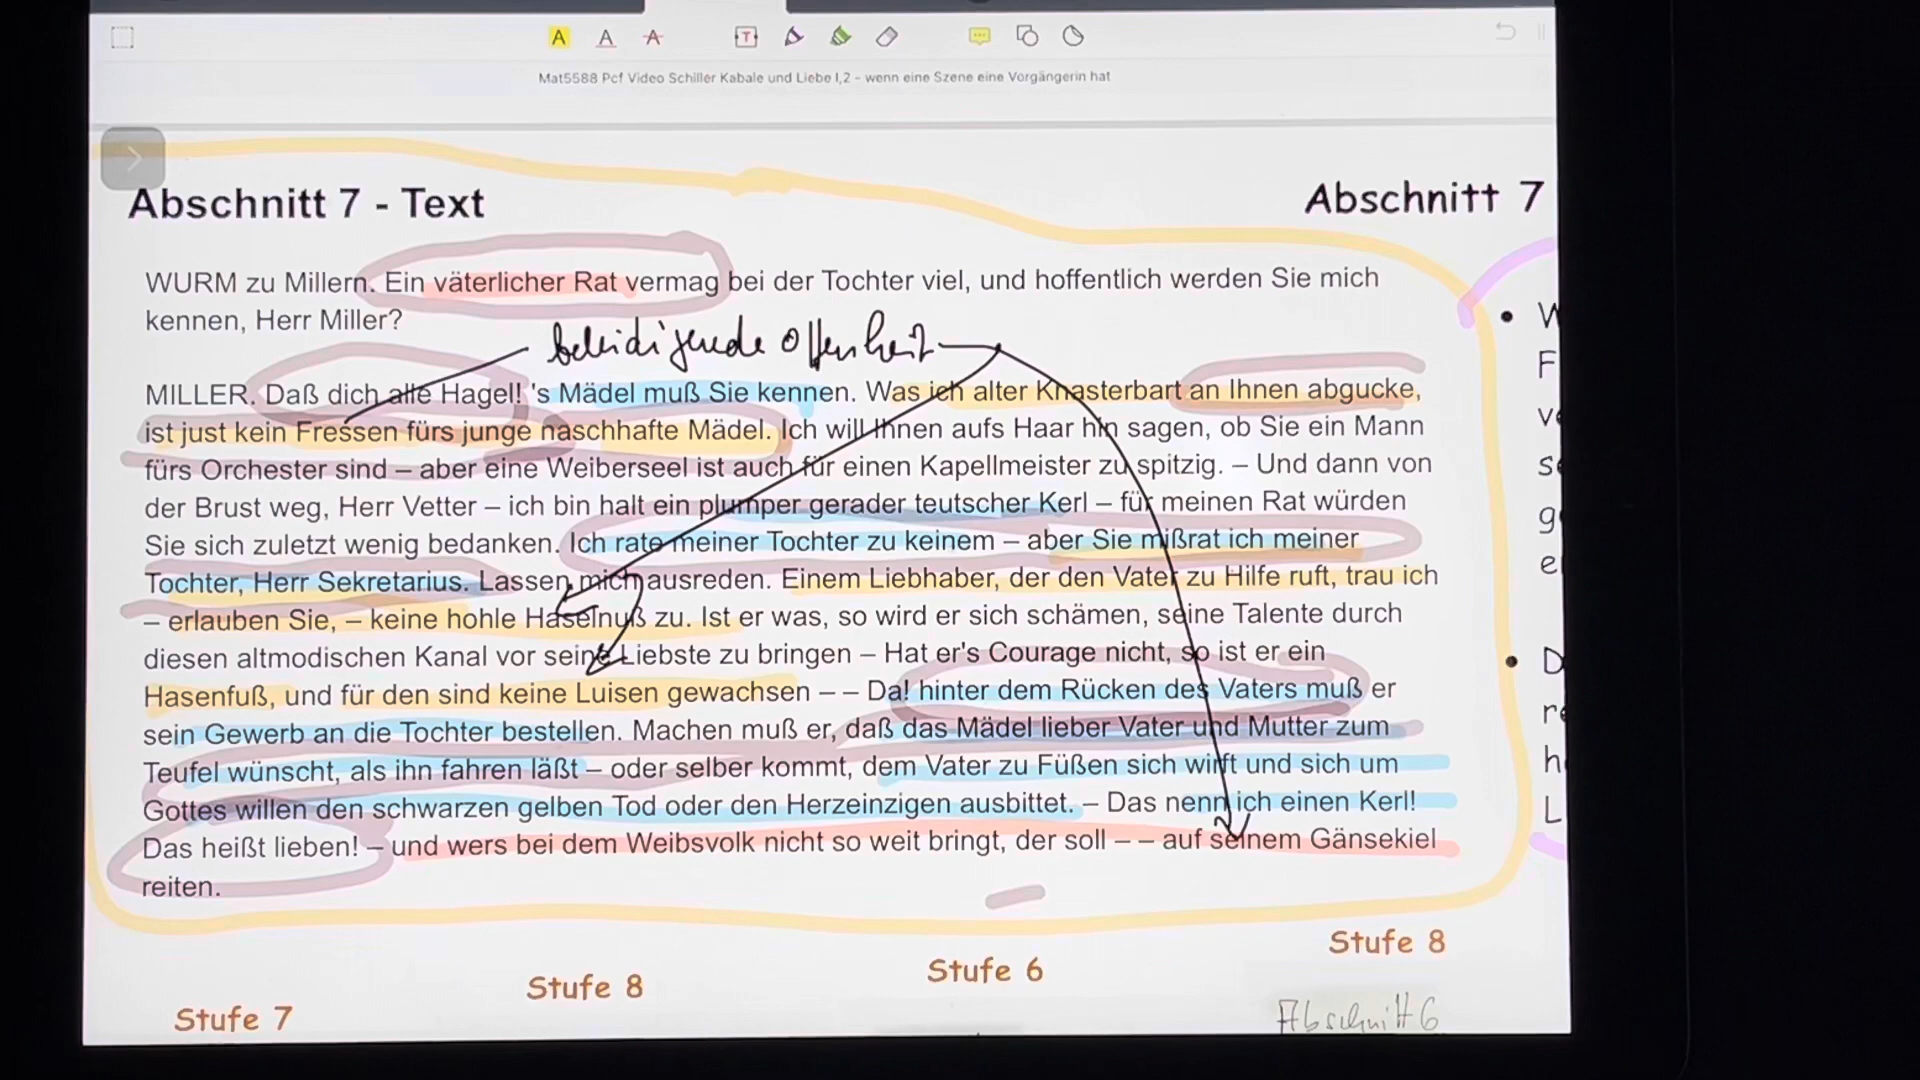 Mat5588 Pcf Video Schiller Kabale und Liebe I,2 - wenn eine Szene eine Vorgängerin hat
Abschnitt 7 - Text
Abschnitt 7
WURM zu Millern. Ein väterlicher Rat vermag bei der Tochter viel, und hoffentlich werden Sie mich
kennen, Herr Miller?
beleidigende Offenheit
MILLER. Daß dich alle Hagel! 's Mädel muß Sie kennen. Was ich alter Knasterbart an Ihnen abgucke,
ist just kein Fressen fürs junge naschhafte Mädel. Ich will Ihnen aufs Haar hin sagen, ob Sie ein Mann
fürs Orchester sind – aber eine Weiberseel ist auch für einen Kapellmeister zu spitzig. – Und dann von
der Brust weg, Herr Vetter – ich bin halt ein plumper gerader teutscher Kerl – für meinen Rat würden
Sie sich zuletzt wenig bedanken. Ich rate meiner Tochter zu keinem – aber Sie mißrat ich meiner
Tochter, Herr Sekretarius. Lassen mich ausreden. Einem Liebhaber, der den Vater zu Hilfe ruft, trau ich
– erlauben Sie, – keine hohle Haselnuß zu. Ist er was, so wird er sich schämen, seine Talente durch
diesen altmodischen Kanal vor seine Liebste zu bringen – Hat er's Courage nicht, so ist er ein
Hasenfuß, und für den sind keine Luisen gewachsen – – Da! hinter dem Rücken des Vaters muß er
sein Gewerb an die Tochter bestellen. Machen muß er, daß das Mädel lieber Vater und Mutter zum
Teufel wünscht, als ihn fahren läßt – oder selber kommt, dem Vater zu Füßen sich wirft und sich um
Gottes willen den schwarzen gelben Tod oder den Herzeinzigen ausbittet. – Das nenn ich einen Kerl!
Das heißt lieben! – und wers bei dem Weibsvolk nicht so weit bringt, der soll – – auf seinem Gänsekiel
reiten.
Stufe 8
Stufe 6
Stufe 8
Stufe 7
Abschnitt 6